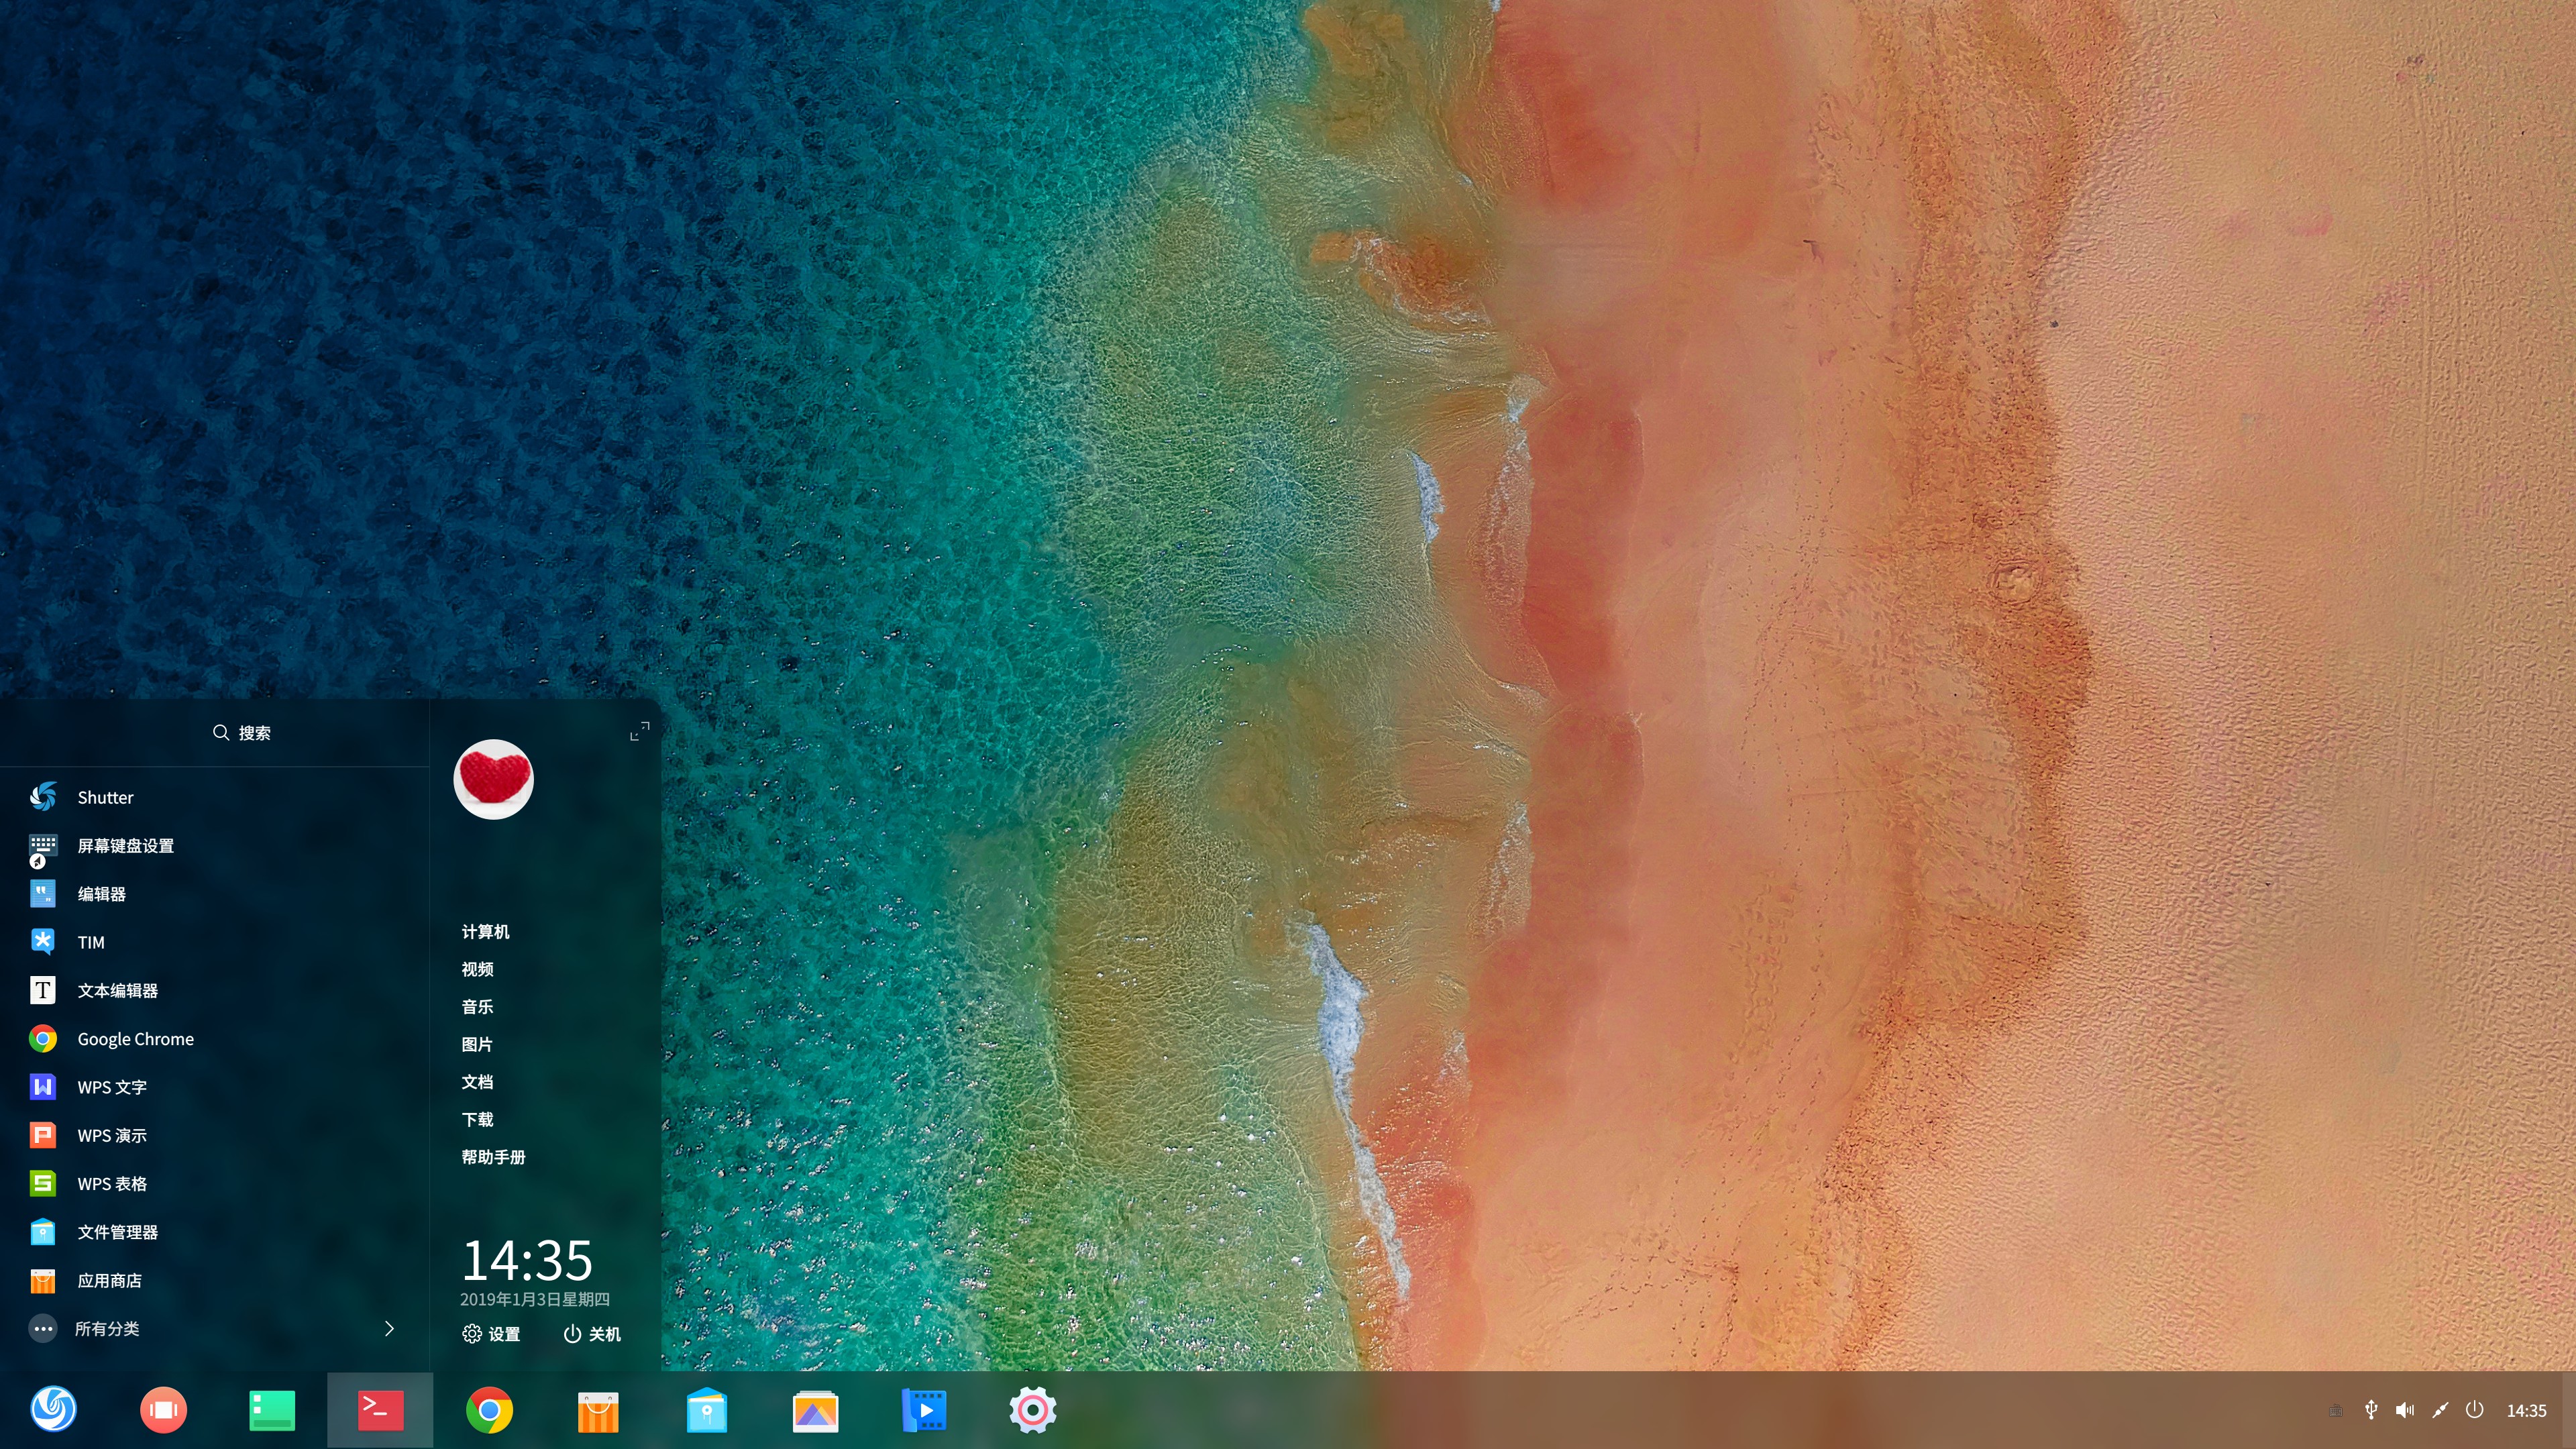 搜索
Shutter
屏幕键盘设置
编辑器
TIM
文本编辑器
Google Chrome
WPS 文字
WPS 演示
WPS 表格
文件管理器
应用商店
所有分类
计算机
视频
音乐
图片
文档
下载
帮助手册
14:35
2019年1月3日星期四
设置
关机
14:35